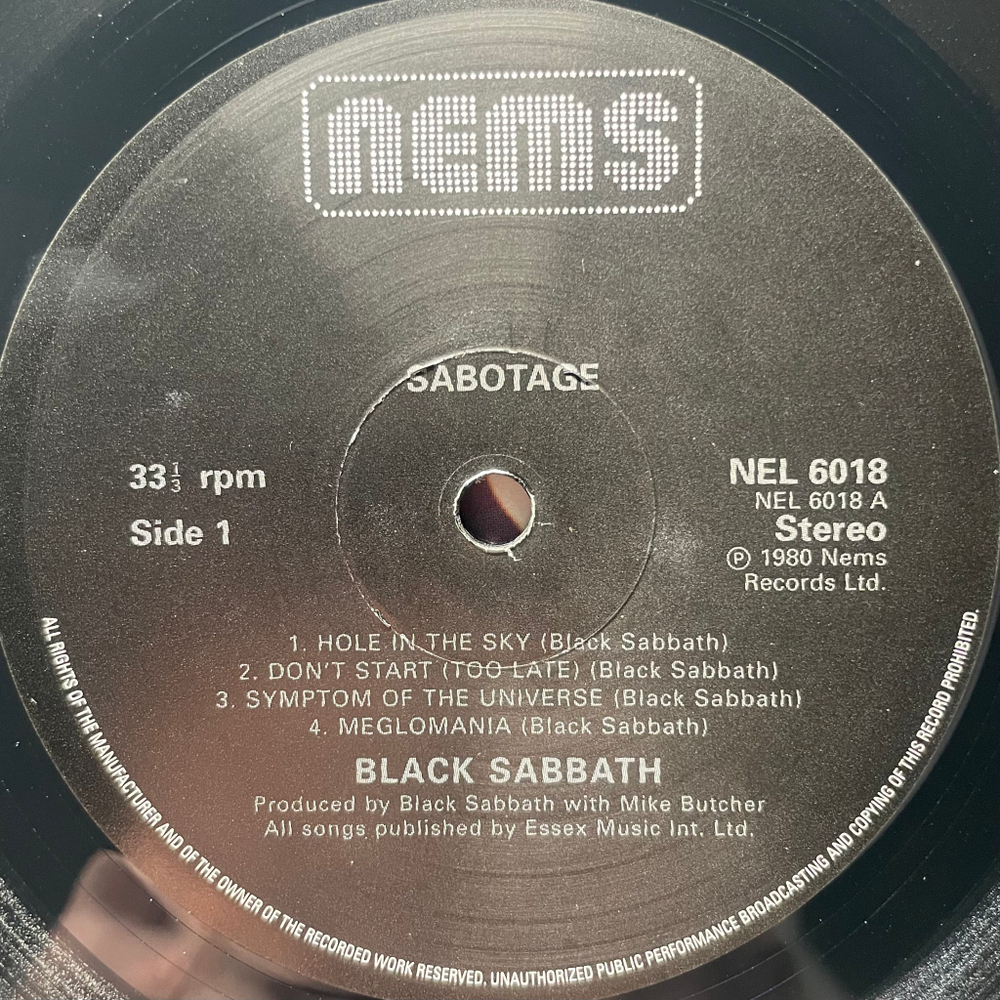 nems
SABOTAGE
33⅓ rpm
Side 1
NEL 6018
NEL 6018 A
Stereo
℗ 1980 Nems
Records Ltd.
1. HOLE IN THE SKY (Black Sabbath)
2. DON'T START (TOO LATE) (Black Sabbath)
3. SYMPTOM OF THE UNIVERSE (Black Sabbath)
4. MEGLOMANIA (Black Sabbath)
BLACK SABBATH
Produced by Black Sabbath with Mike Butcher
All songs published by Essex Music Int. Ltd.
ALL RIGHTS OF THE MANUFACTURER AND OF THE OWNER OF THE RECORDED WORK RESERVED. UNAUTHORIZED PUBLIC PERFORMANCE BROADCASTING AND COPYING OF THIS RECORD PROHIBITED.